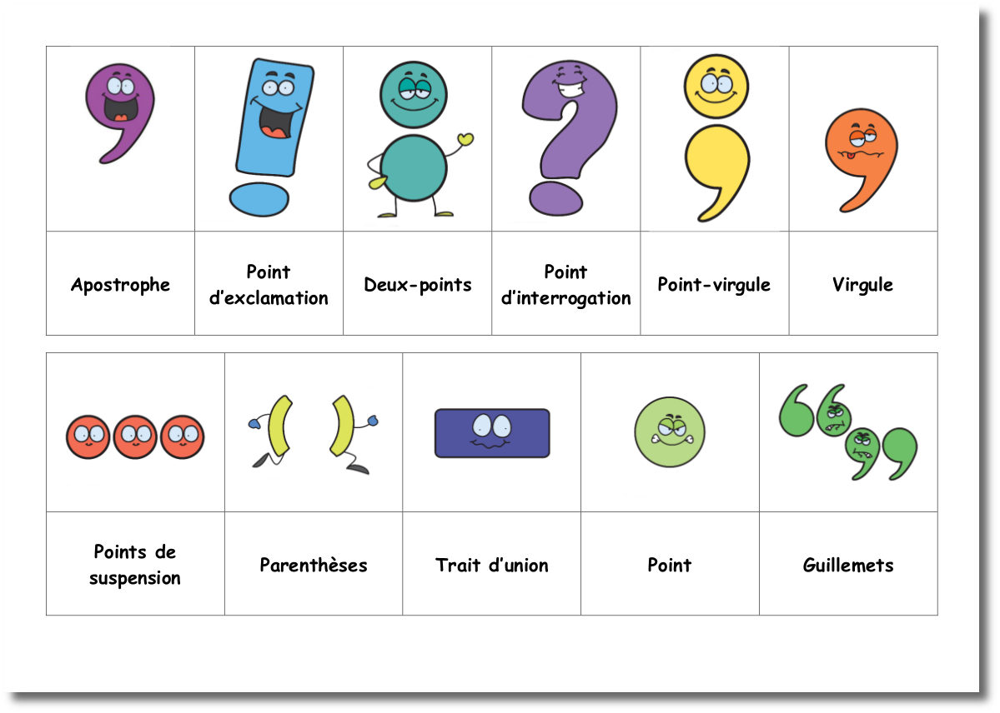 Apostrophe
Point
d'exclamation
Deux-points
Point
d'interrogation
Point-virgule
Virgule
Points de
suspension
Parenthèses
Trait d'union
Point
Guillemets